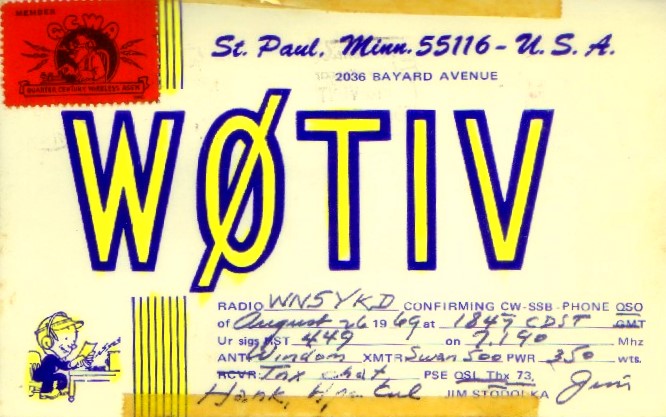 MEMBER
QCWA
QUARTER CENTURY WIRELESS ASSN
St. Paul, Minn. 55116 - U. S. A.
2036 BAYARD AVENUE
WØTIV
RADIO WN5YKD CONFIRMING CW-SSB-PHONE QSO
of August 26 1969 at 1847 CDST GMT
Ur sigs RST 449 on 7.190 Mhz
ANT Windom XMTR Swan 500 PWR 350 wts.
RCVR Tnx chat PSE QSL Thx 73,
JIM STODOLKA Jim